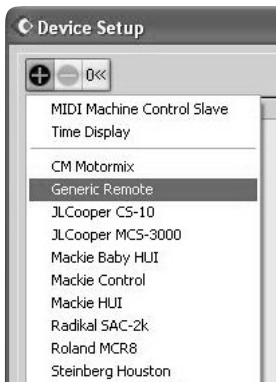 Device Setup
0<<
MIDI Machine Control Slave
Time Display
CM Motormix
Generic Remote
JLCooper CS-10
JLCooper MCS-3000
Mackie Baby HUI
Mackie Control
Mackie HUI
Radikal SAC-2k
Roland MCR8
Steinberg Houston